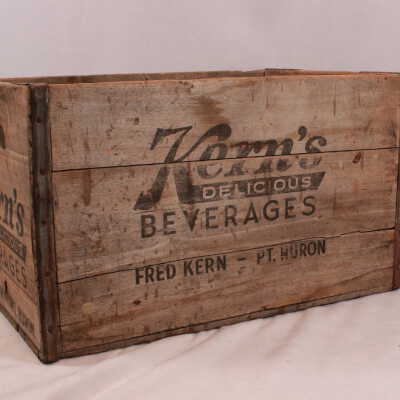 Kern's
DELICIOUS
BEVERAGES
FRED KERN - PT. HURON